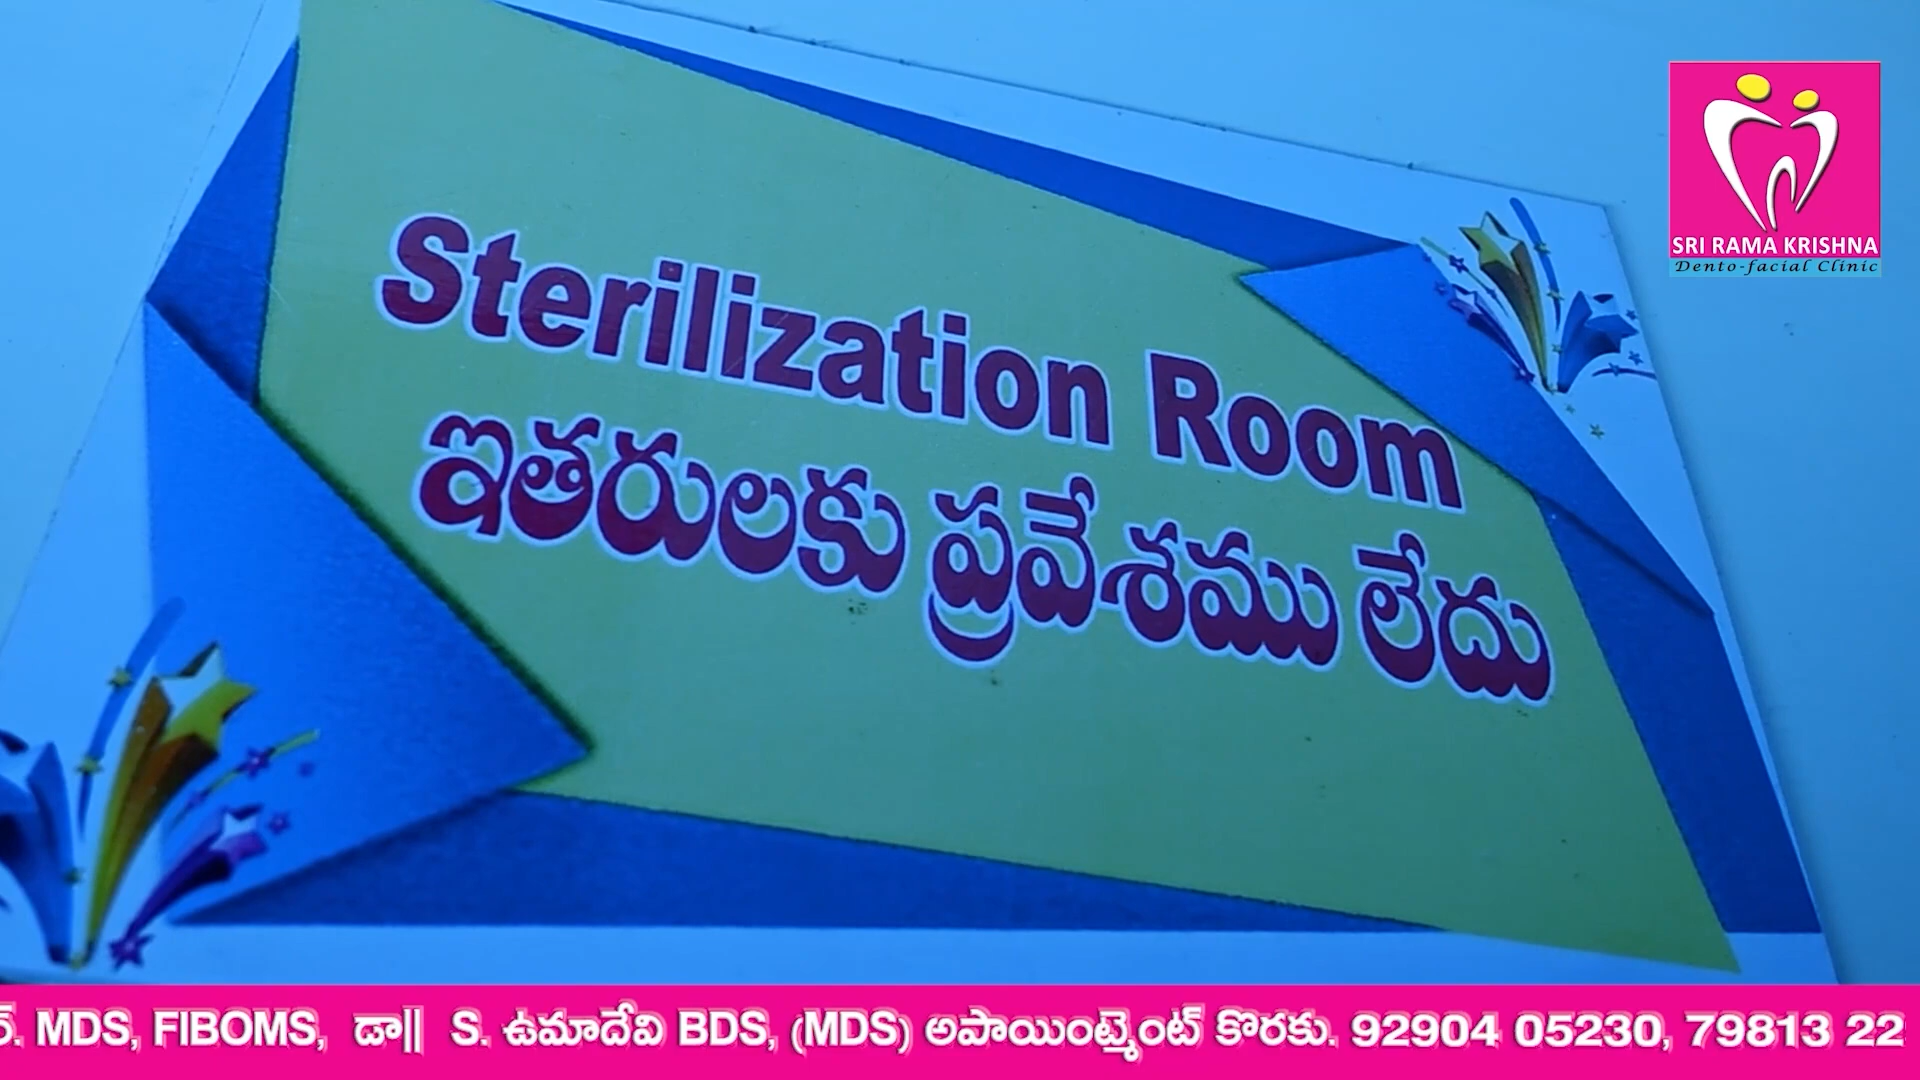 SRI RAMA KRISHNA
Dento-facial Clinic
Sterilization Room
ఇతరులకు ప్రవేశము లేదు
MDS, FIBOMS, డా|| S. ఉమాదేవి BDS, (MDS) అపాయింట్మెంట్ కొరకు. 92904 05230, 79813 22